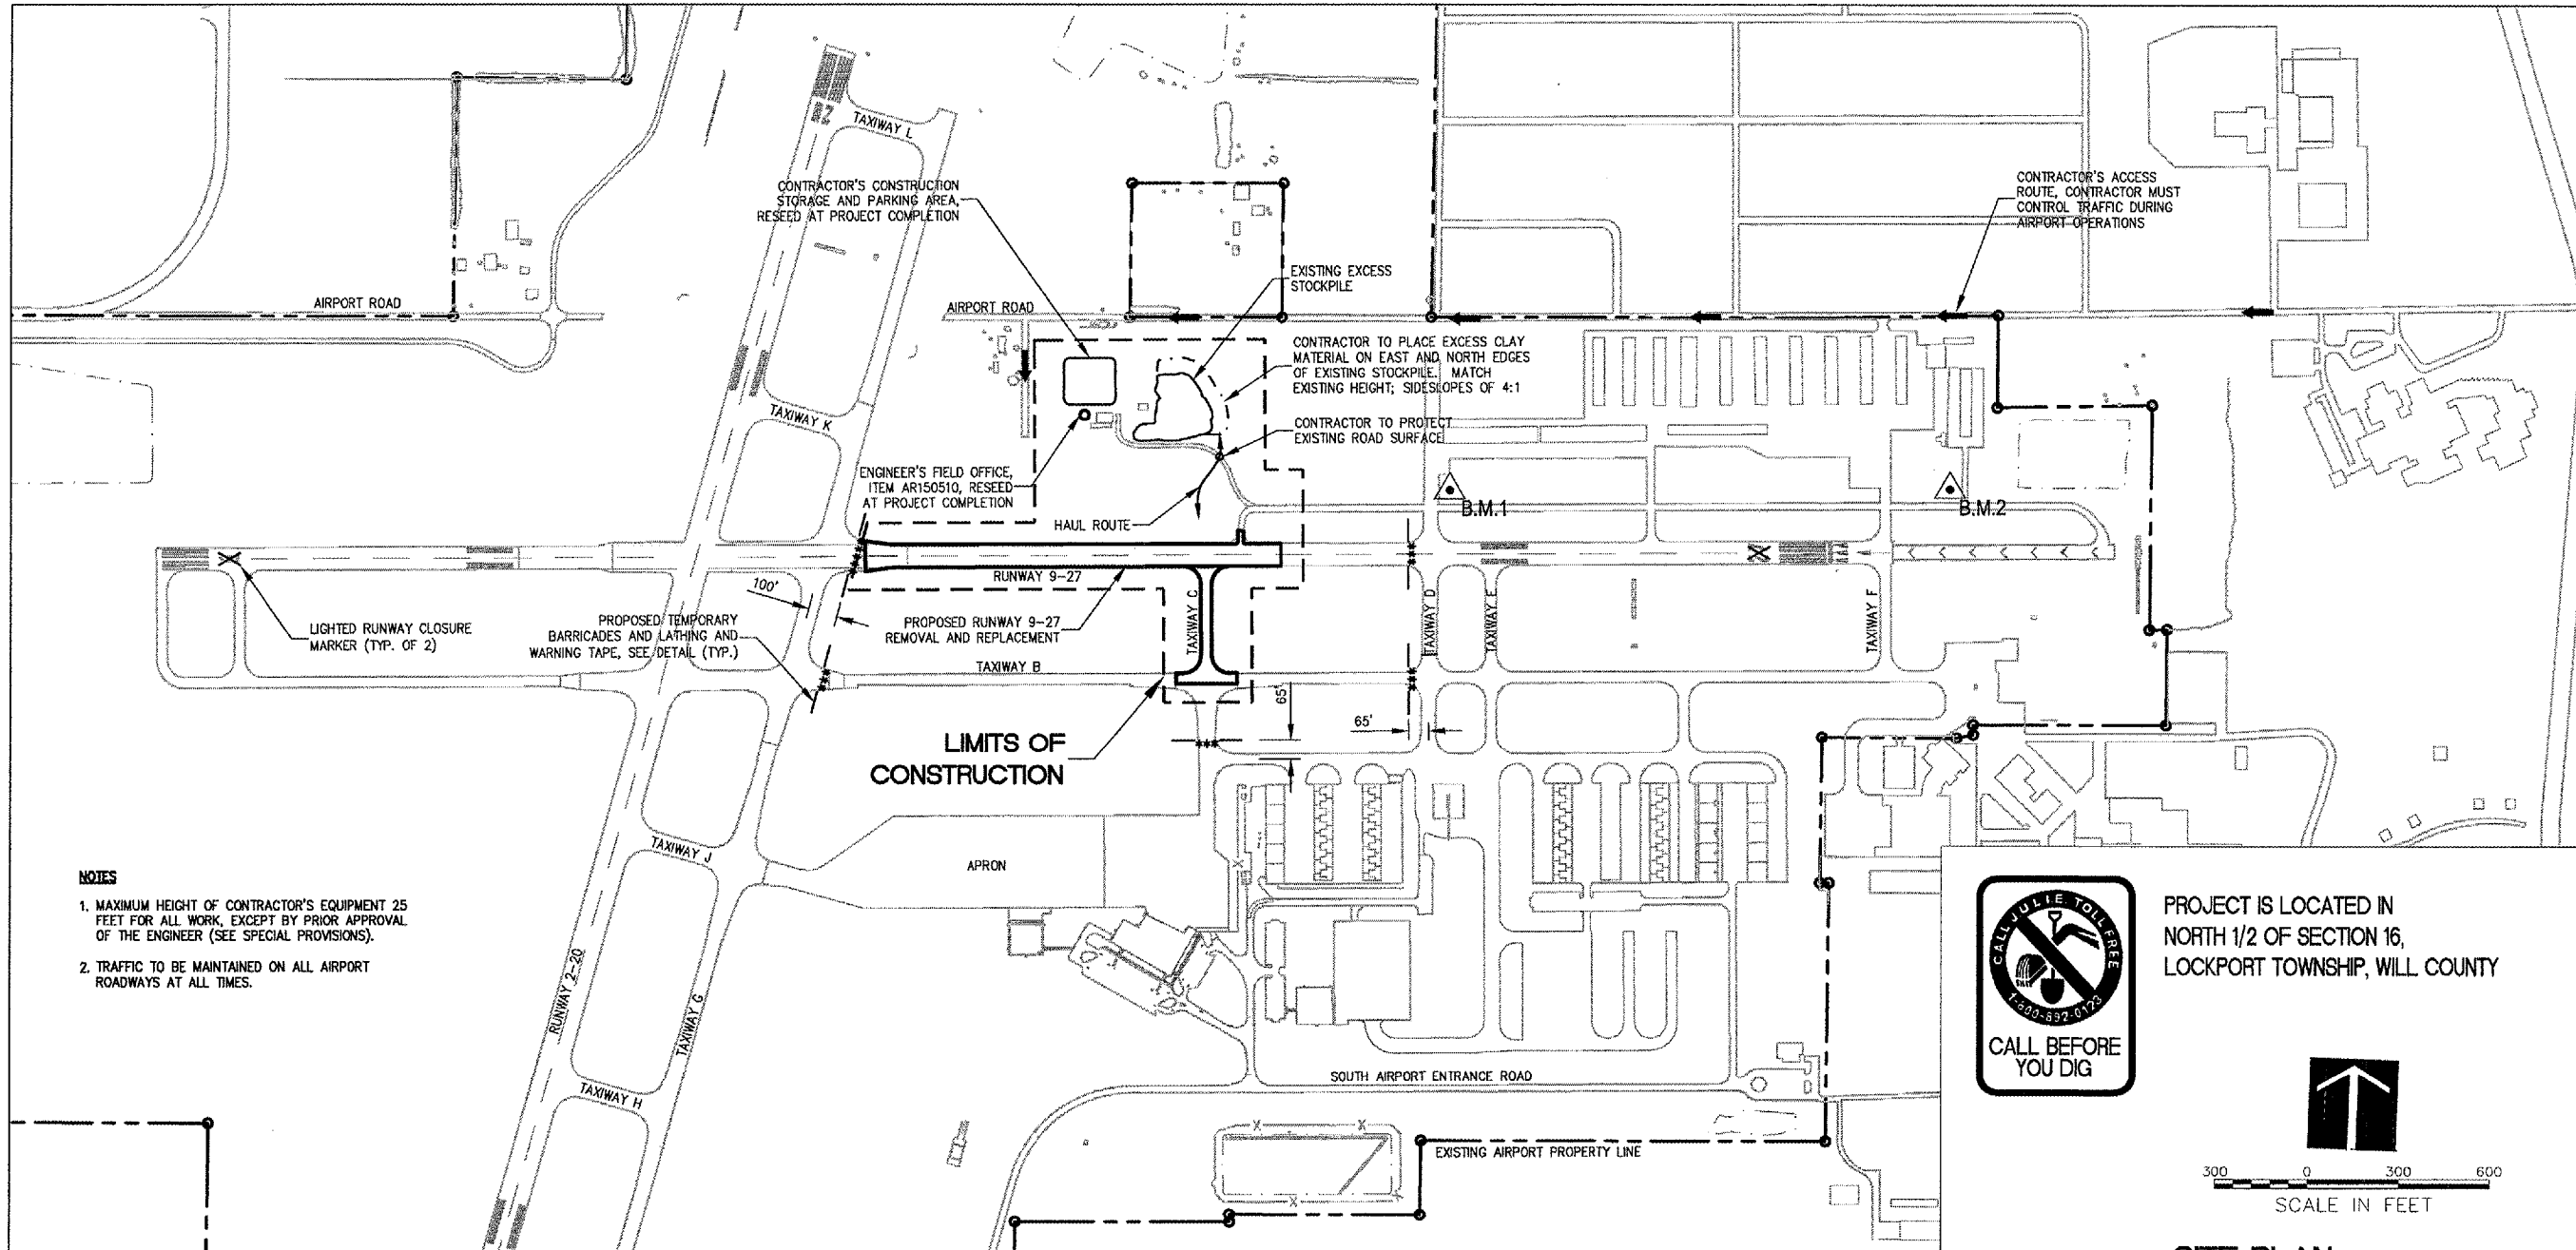 TAXIWAY L
CONTRACTOR'S CONSTRUCTION
STORAGE AND PARKING AREA,
RESEED AT PROJECT COMPLETION
CONTRACTOR'S ACCESS
ROUTE, CONTRACTOR MUST
CONTROL TRAFFIC DURING
AIRPORT OPERATIONS
EXISTING EXCESS
STOCKPILE
AIRPORT ROAD
AIRPORT ROAD
CONTRACTOR TO PLACE EXCESS CLAY
MATERIAL ON EAST AND NORTH EDGES
OF EXISTING STOCKPILE. MATCH
EXISTING HEIGHT; SIDESLOPES OF 4:1
TAXIWAY K
CONTRACTOR TO PROTECT
EXISTING ROAD SURFACE
ENGINEER'S FIELD OFFICE,
ITEM AR150510, RESEED
AT PROJECT COMPLETION
HAUL ROUTE
B.M.1
B.M.2
RUNWAY 9-27
100'
LIGHTED RUNWAY CLOSURE
MARKER (TYP. OF 2)
PROPOSED TEMPORARY
BARRICADES AND LATHING AND
WARNING TAPE, SEE DETAIL (TYP.)
PROPOSED RUNWAY 9-27
REMOVAL AND REPLACEMENT
TAXIWAY C
TAXIWAY D
TAXIWAY E
TAXIWAY F
TAXIWAY B
65'
65'
LIMITS OF
CONSTRUCTION
TAXIWAY J
APRON
NOTES
1. MAXIMUM HEIGHT OF CONTRACTOR'S EQUIPMENT 25
FEET FOR ALL WORK, EXCEPT BY PRIOR APPROVAL
OF THE ENGINEER (SEE SPECIAL PROVISIONS).
2. TRAFFIC TO BE MAINTAINED ON ALL AIRPORT
ROADWAYS AT ALL TIMES.
RUNWAY 2-20
TAXIWAY G
TAXIWAY H
SOUTH AIRPORT ENTRANCE ROAD
EXISTING AIRPORT PROPERTY LINE
CALL JULIE TOLL FREE
1-800-892-0123
CALL BEFORE
YOU DIG
PROJECT IS LOCATED IN
NORTH 1/2 OF SECTION 16,
LOCKPORT TOWNSHIP, WILL COUNTY
300 0 300 600
SCALE IN FEET
SITE PLAN